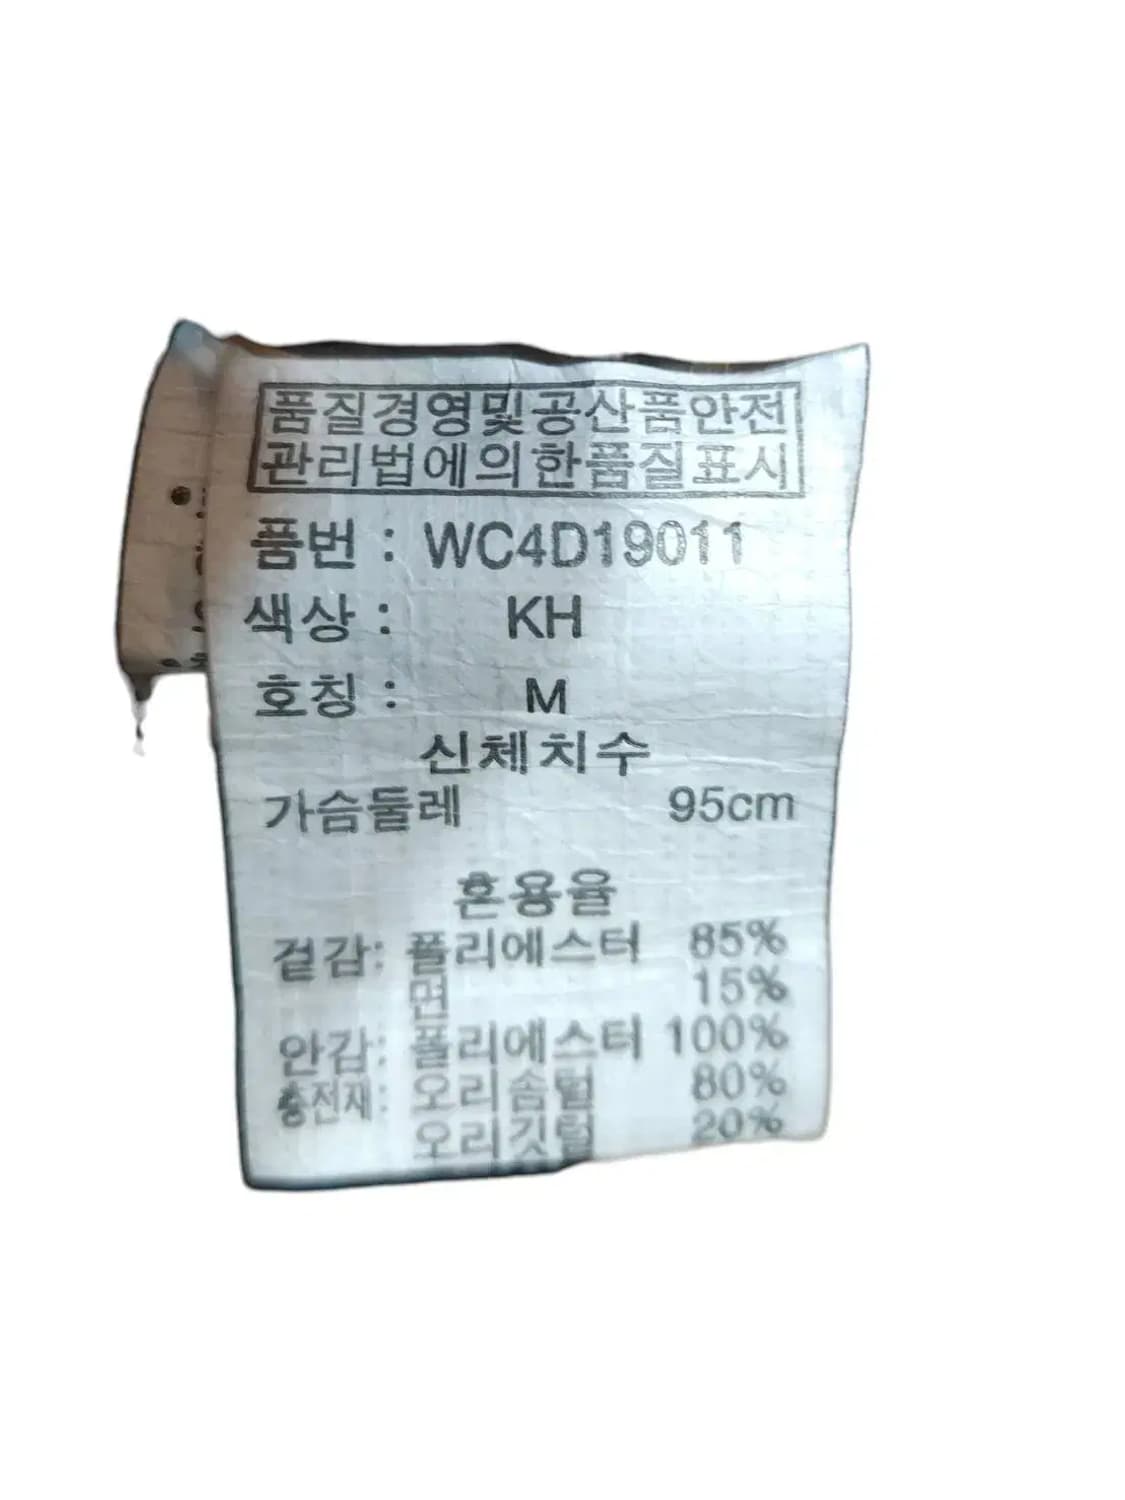 품질경영및공산품안전
관리법에의한품질표시
품번 : WC4D19011
색상 : KH
호칭 : M
신체치수
가슴둘레 95cm
혼용율
겉감: 폴리에스터 85%
면 15%
안감: 폴리에스터 100%
충전재: 오리솜털 80%
오리깃털 20%